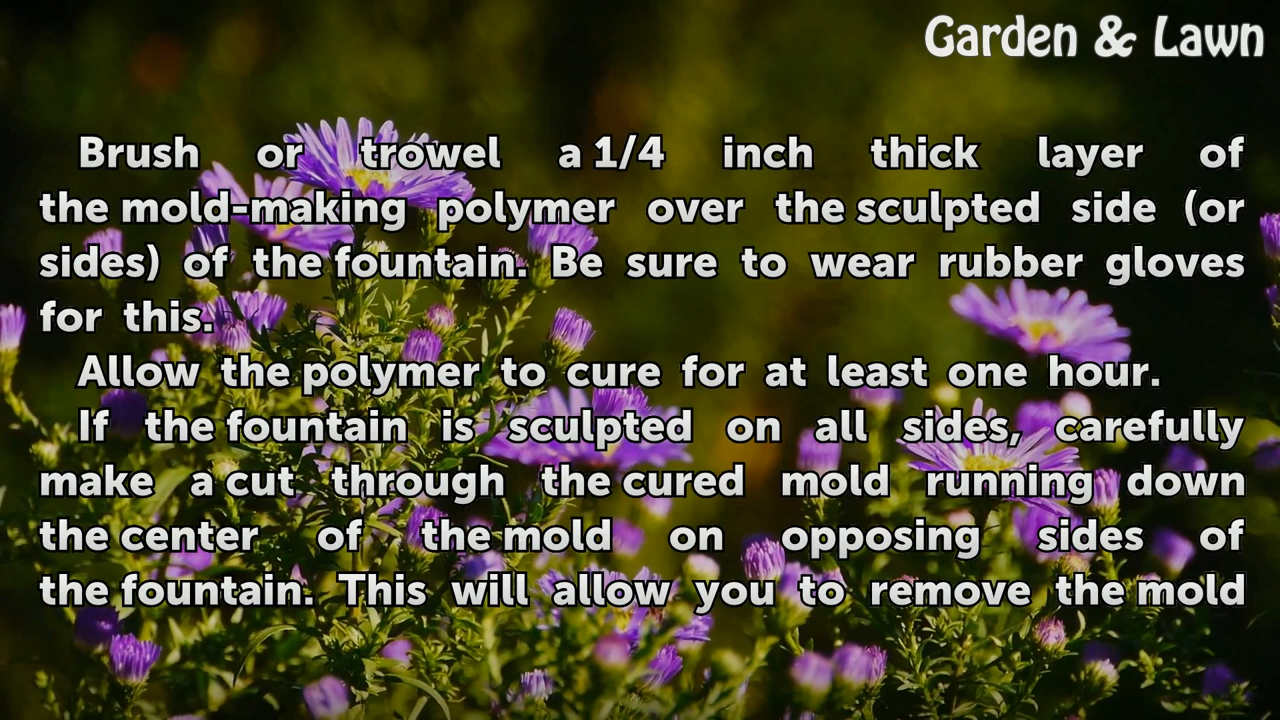 Garden & Lawn
Brush or trowel a 1/4 inch thick layer of
the mold-making polymer over the sculpted side (or
sides) of the fountain. Be sure to wear rubber gloves
for this.
Allow the polymer to cure for at least one hour.
If the fountain is sculpted on all sides, carefully
make a cut through the cured mold running down
the center of the mold on opposing sides of
the fountain. This will allow you to remove the mold